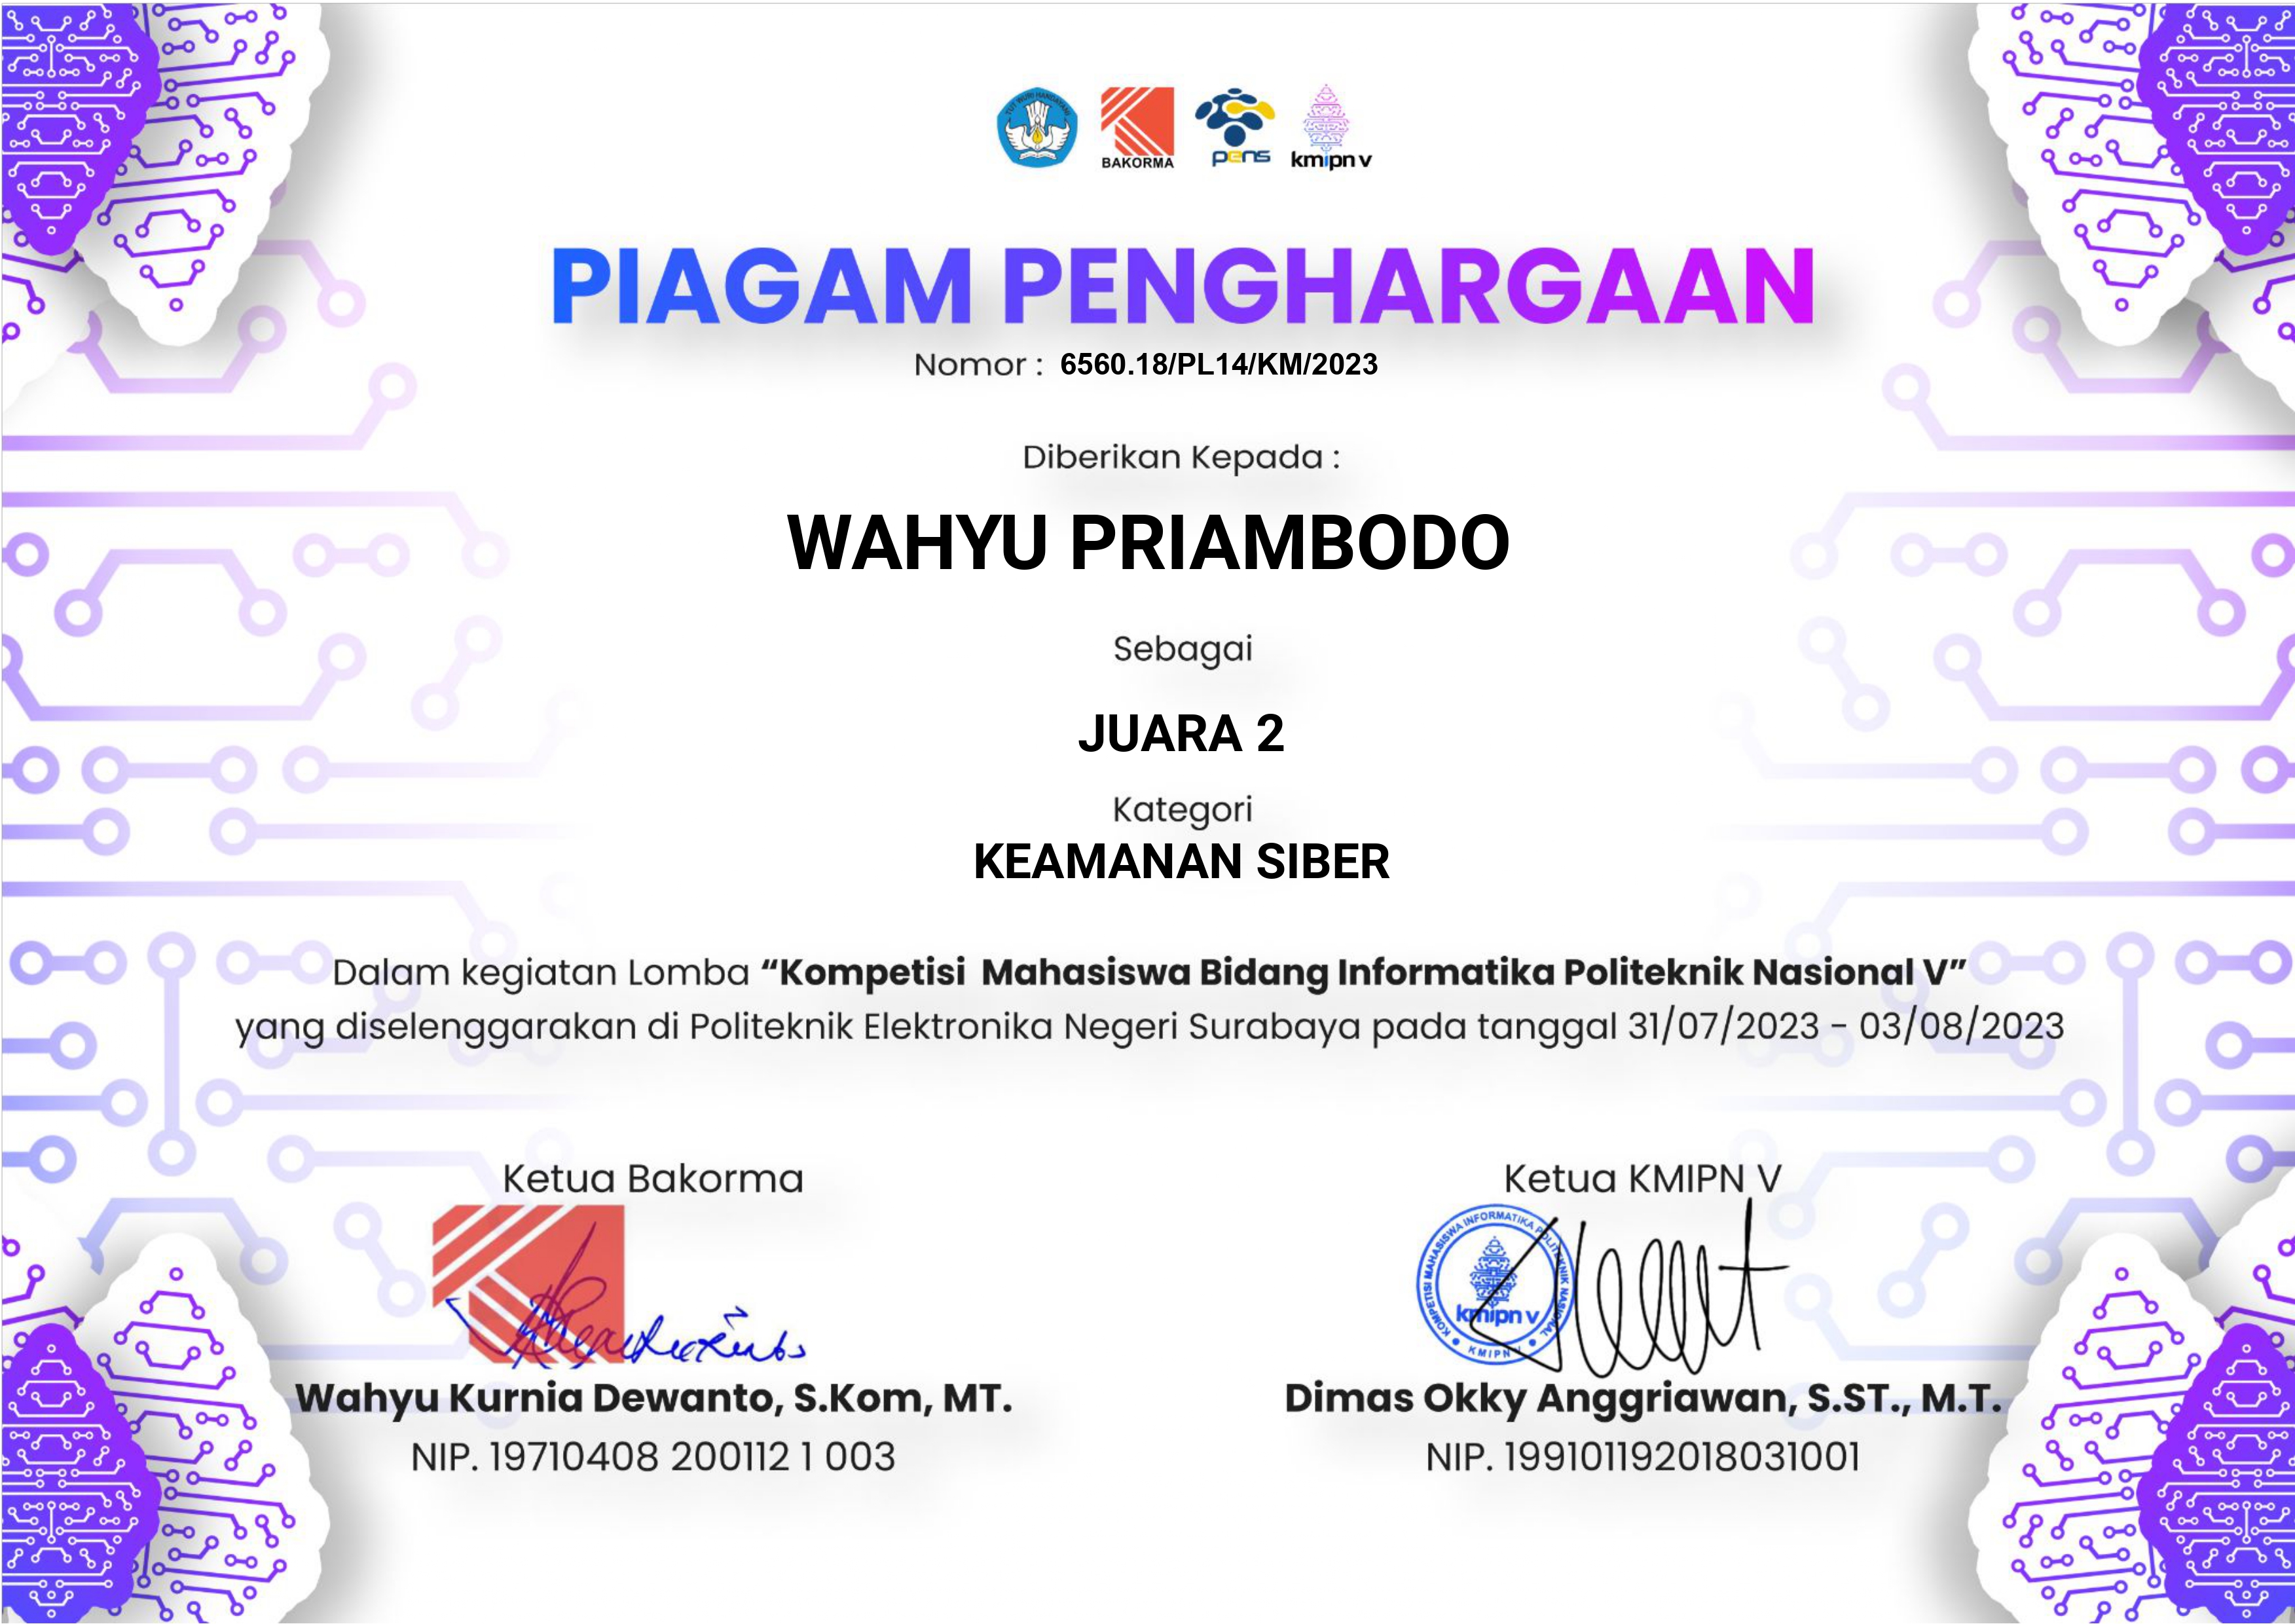 TUT WURI HANDAYANI
BAKORMA
pens
kmipn v
PIAGAM PENGHARGAAN
Nomor : 6560.18/PL14/KM/2023
Diberikan Kepada :
WAHYU PRIAMBODO
Sebagai
JUARA 2
Kategori
KEAMANAN SIBER
Dalam kegiatan Lomba “Kompetisi Mahasiswa Bidang Informatika Politeknik Nasional V”
yang diselenggarakan di Politeknik Elektronika Negeri Surabaya pada tanggal 31/07/2023 - 03/08/2023
Ketua Bakorma
Wahyu Kurnia Dewanto, S.Kom, MT.
NIP. 19710408 200112 1 003
Ketua KMIPN V
KOMPETISI MAHASISWA INFORMATIKA POLITEKNIK NASIONAL
kmipn v
KMIPN V
Dimas Okky Anggriawan, S.ST., M.T.
NIP. 199101192018031001